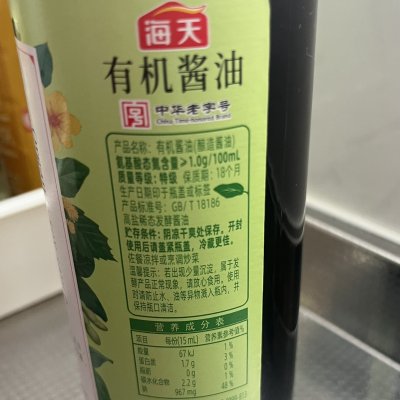 海天
有机酱油
中华老字号
China Time-honored Brand
产品名称：有机酱油(酿造酱油)
氨基酸态氮含量≥1.0g/100mL
质量等级：特级 保质期：18个月
生产日期印于瓶盖或标签
产品标准号：GB/T 18186
高盐稀态发酵酱油
贮存条件：阴凉干爽处保存。开封
使用后请盖紧瓶盖，冷藏更佳。
佐餐凉拌或烹调炒菜
温馨提示：若出现少量沉淀，属于发
酵产品正常现象，请放心食用。使用
时请防止水、油等异物溅入瓶内，并
保持瓶口清洁。
营养成分表
项目 每份(15mL) 营养素参考值%
能量 67kJ 1%
蛋白质 1.7g 3%
脂肪 0g 0%
碳水化合物 2.2g 1%
钠 967mg 48%